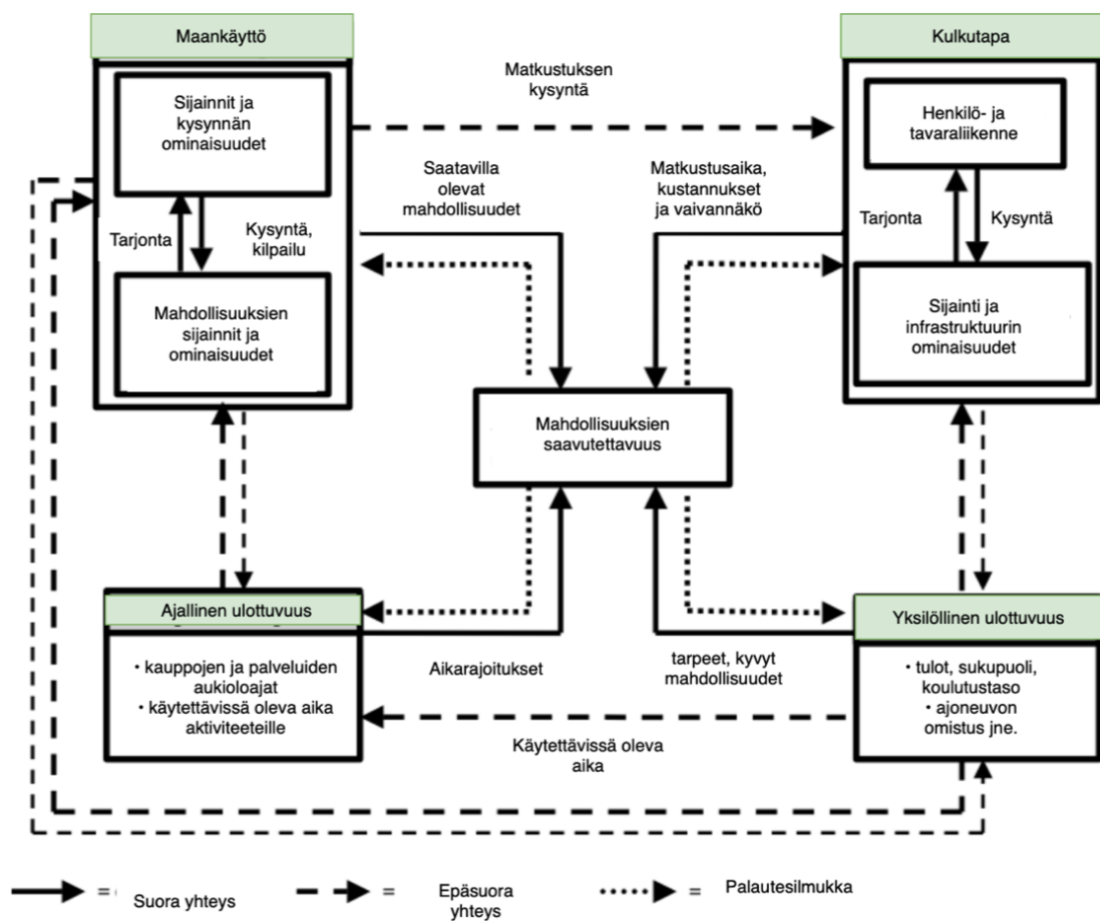 Maankäyttö
Kulkutapa
Sijainnit ja
kysynnän
ominaisuudet
Matkustuksen
kysyntä
Henkilö- ja
tavaraliikenne
Saatavilla
olevat
mahdollisuudet
Matkustusaika,
kustannukset
ja vaivannäkö
Tarjonta
Kysyntä,
kilpailu
Tarjonta
Kysyntä
Mahdollisuuksien
sijainnit ja
ominaisuudet
Sijainti ja
infrastruktuurin
ominaisuudet
Mahdollisuuksien
saavutettavuus
Ajallinen ulottuvuus
• kauppojen ja palveluiden
aukioloajat
• käytettävissä oleva aika
aktiviteeteille
Aikarajoitukset
tarpeet, kyvyt
mahdollisuudet
Yksilöllinen ulottuvuus
• tulot, sukupuoli,
koulutustaso
• ajoneuvon
omistus jne.
Käytettävissä oleva
aika
= Suora yhteys
= Epäsuora
yhteys
= Palautesilmukka